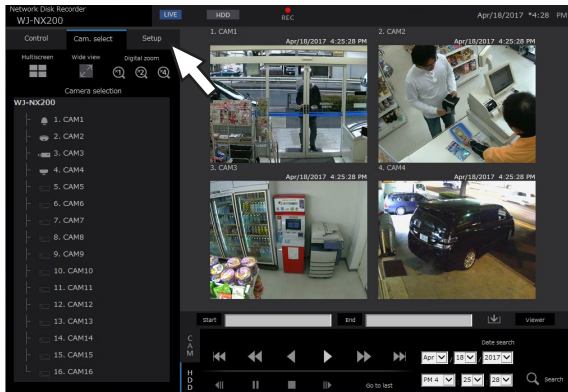 Network Disk Recorder
WJ-NX200
LIVE
HDD
REC
Apr/18/2017 *4:28 PM
Control
Cam. select
Setup
Multiscreen
Wide view
Digital zoom
x1
x2
x4
Camera selection
WJ-NX200
1. CAM1
2. CAM2
3. CAM3
4. CAM4
5. CAM5
6. CAM6
7. CAM7
8. CAM8
9. CAM9
10. CAM10
11. CAM11
12. CAM12
13. CAM13
14. CAM14
15. CAM15
16. CAM16
1. CAM1
Apr/18/2017 4:25:28 PM
2. CAM2
Apr/18/2017 4:25:28 PM
3. CAM3
Apr/18/2017 4:25:28 PM
4. CAM4
Apr/18/2017 4:25:28 PM
Start
End
Viewer
CAM
HDD
Date search
Apr / 18 / 2017
PM 4 : 25 : 28
Search
Go to last